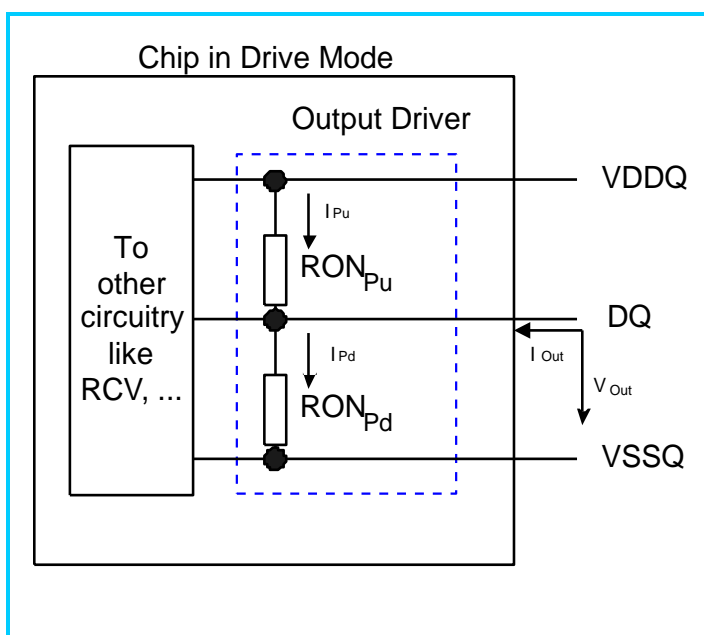 Chip in Drive Mode
Output Driver
VDDQ
I Pu
To
other
circuitry
like
RCV, ...
RON Pu
DQ
I Out
I Pd
V Out
RON Pd
VSSQ